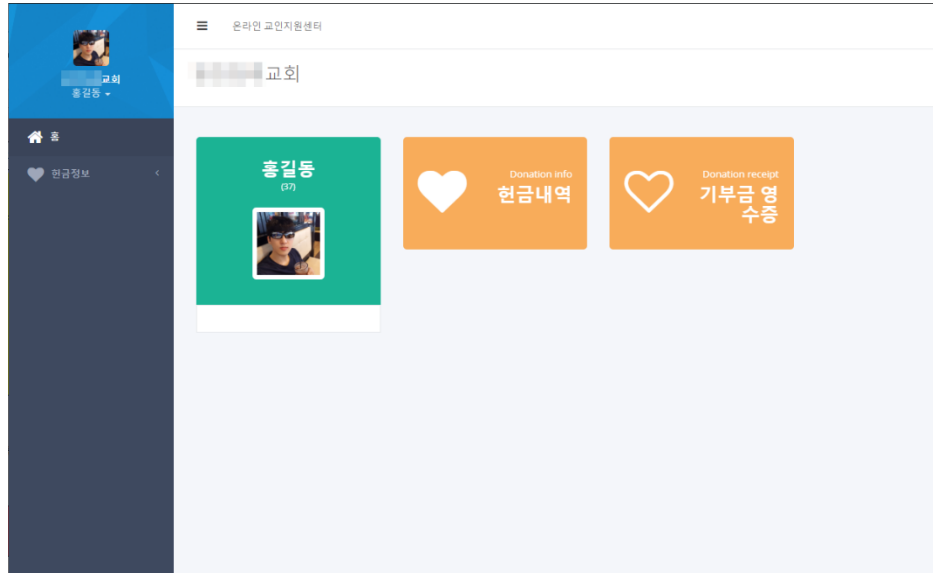 교회
홍길동
홈
헌금정보
온라인 교인지원센터
교회
홍길동
(37)
Donation info
헌금내역
Donation receipt
기부금 영
수증